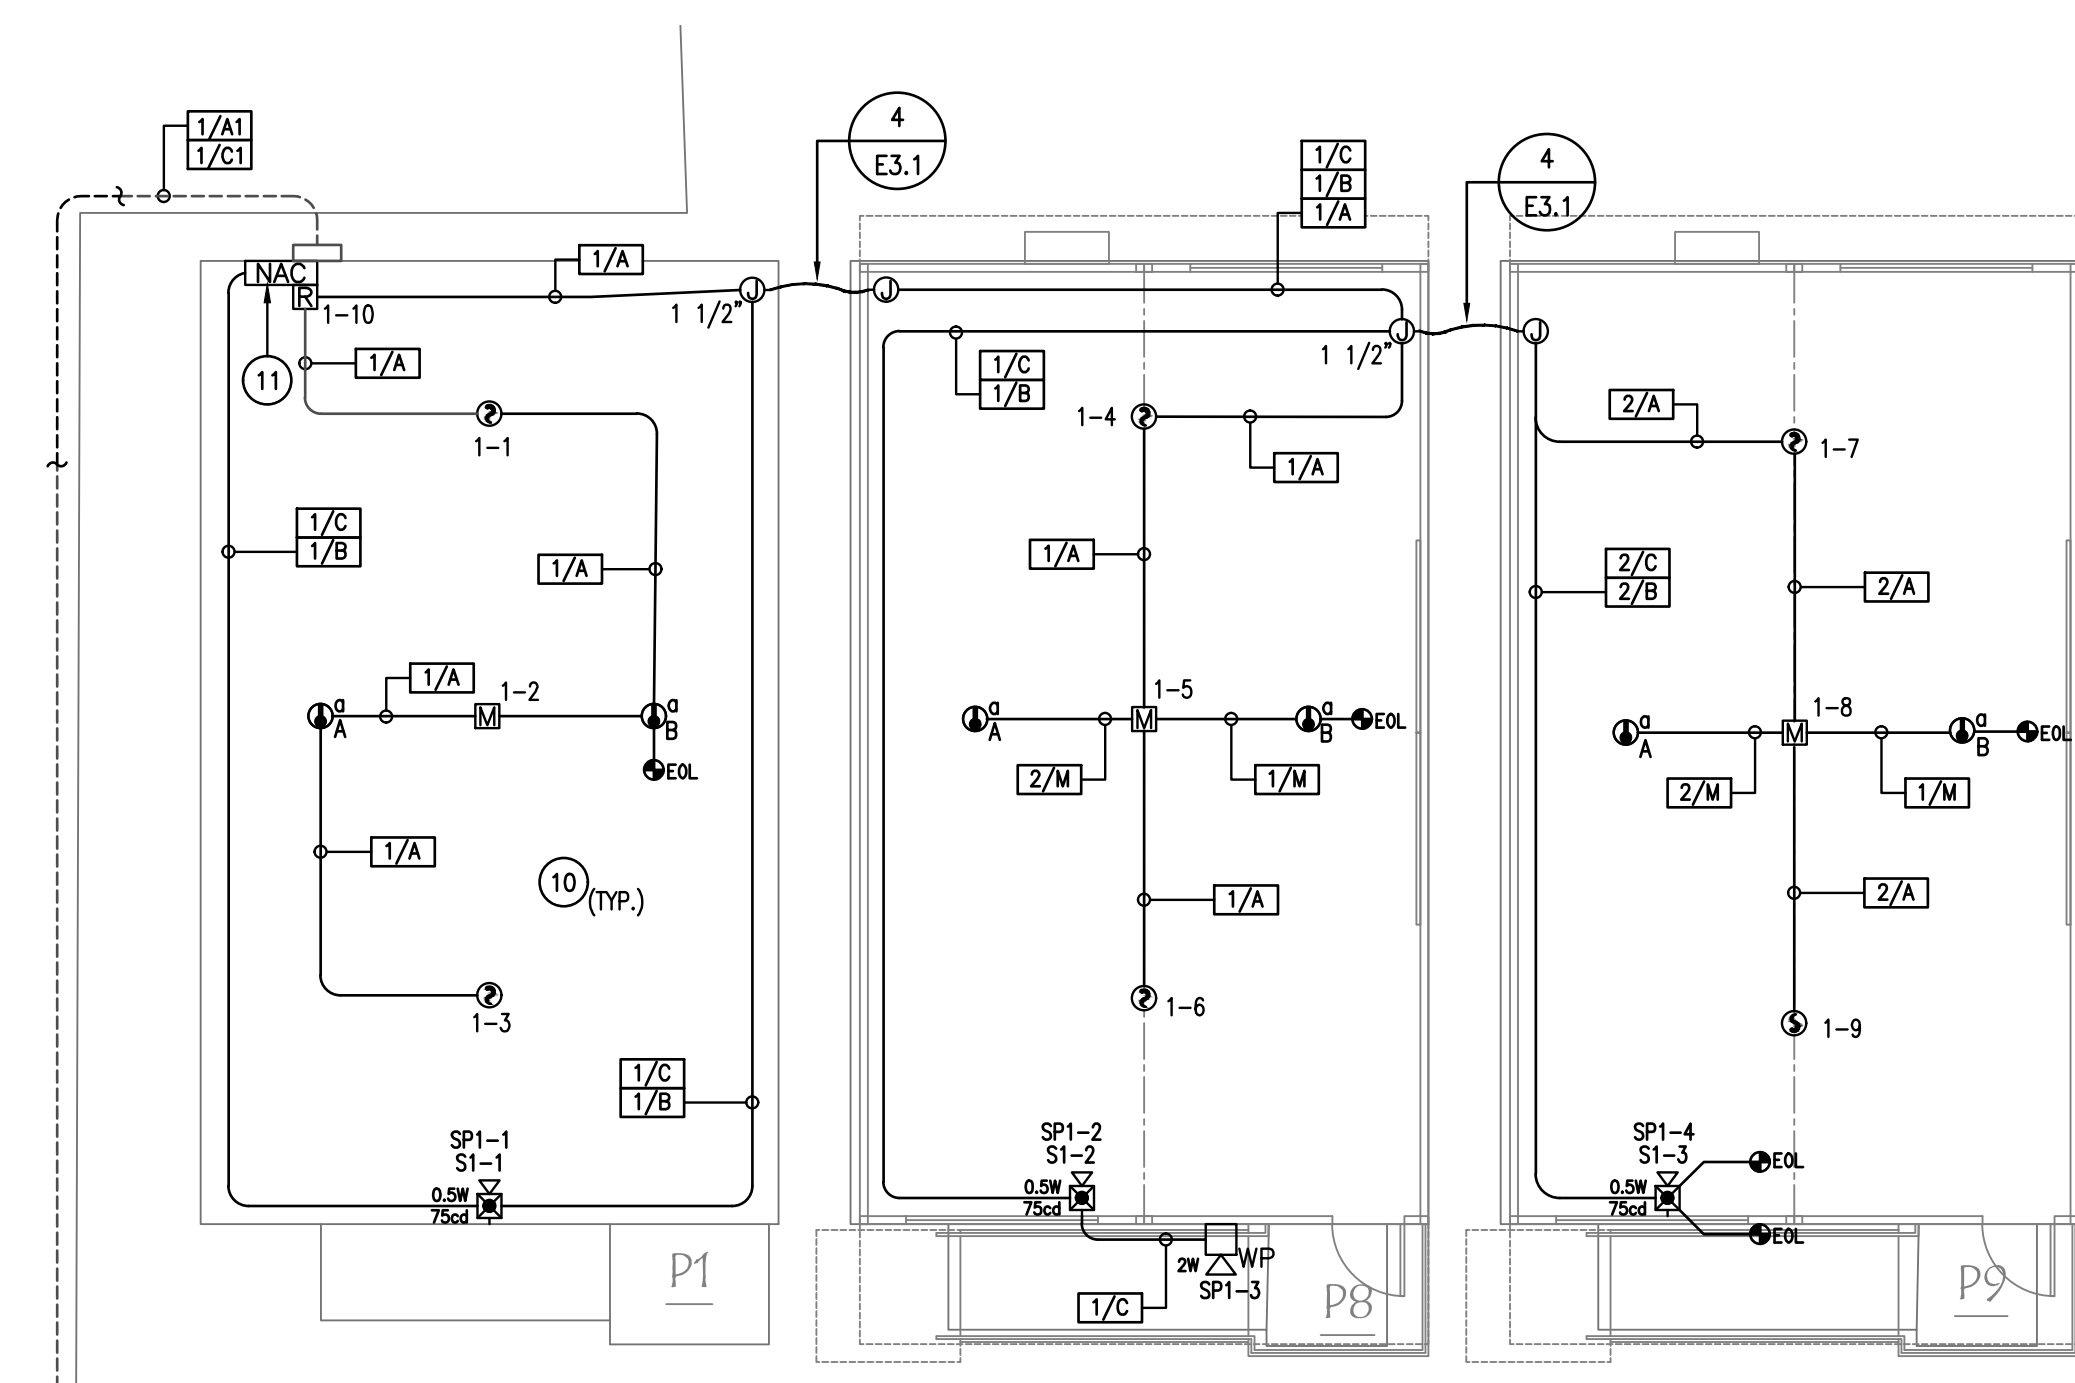 1/A1
1/C1
4
E3.1
1/C
1/B
1/A
4
E3.1
NAC
R
1-10
1/A
J
1 1/2"
J
J
1 1/2"
J
11
1/A
1-1
1/C
1/B
1-4
1/A
2/A
1-7
1/C
1/B
1/A
1/A
2/C
2/B
2/A
1/A
1-2
a
A
M
a
B
EOL
1-5
a
A
M
a
B
EOL
2/M
1/M
1-8
a
A
M
a
B
EOL
2/M
1/M
1/A
10
(TYP.)
1/A
2/A
1-3
1-6
1-9
1/C
1/B
SP1-1
S1-1
0.5W
75cd
SP1-2
S1-2
0.5W
75cd
SP1-4
S1-3
0.5W
75cd
EOL
EOL
2W
WP
SP1-3
1/C
P1
P8
P9